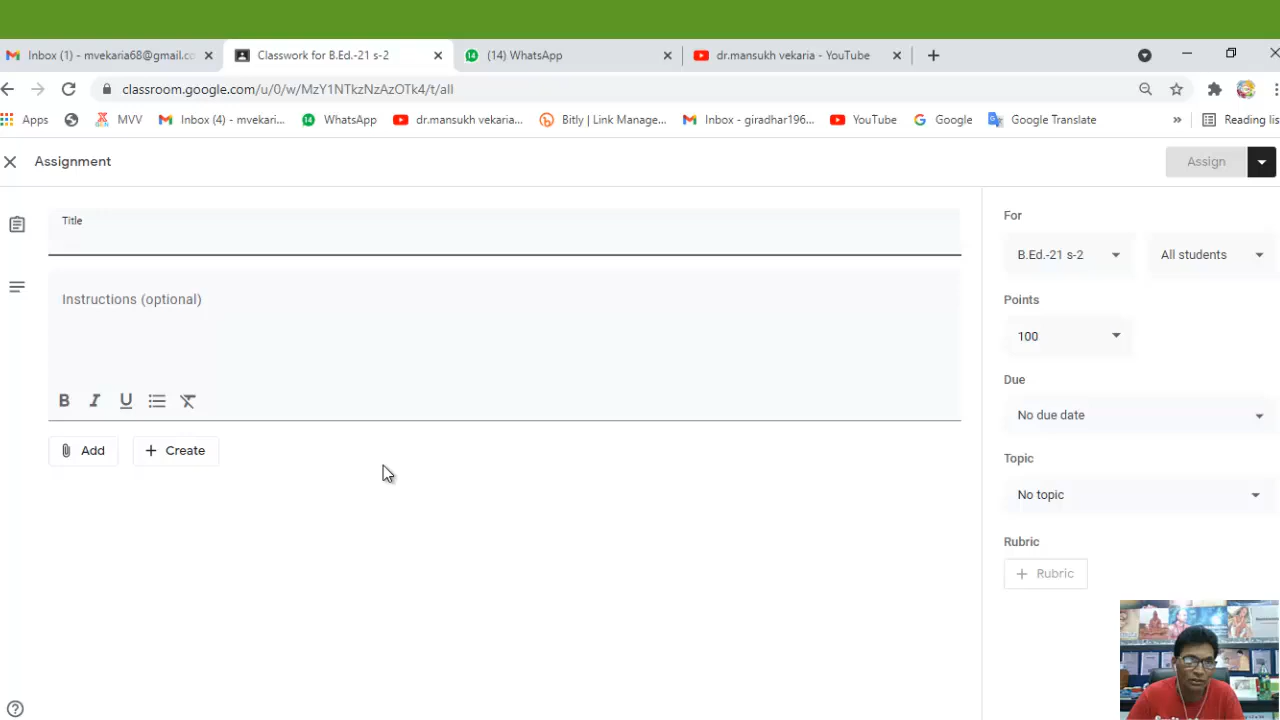 Inbox (1) - mvekaria68@gmail.co
Classwork for B.Ed.-21 s-2
(14) WhatsApp
dr.mansukh vekaria - YouTube
classroom.google.com/u/0/w/MzY1NTkzNzAzOTk4/t/all
Apps
MVV
Inbox (4) - mvekari...
WhatsApp
dr.mansukh vekaria...
Bitly | Link Manage...
Inbox - giradhar196...
YouTube
Google
Google Translate
»
Reading lis
Assignment
Assign
Title
Instructions (optional)
B I U
Add
+ Create
For
B.Ed.-21 s-2
All students
Points
100
Due
No due date
Topic
No topic
Rubric
+ Rubric